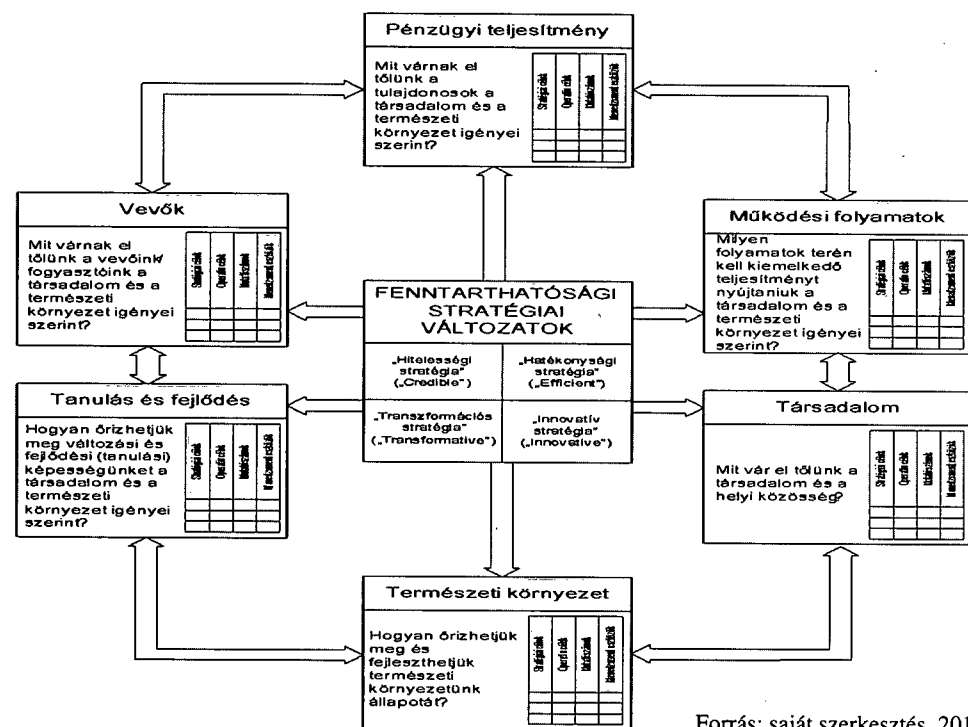 Pénzügyi teljesítmény
Mit várnak el
tőlünk a
tulajdonosok a
társadalom és a
természeti
környezet igényei
szerint?
Vevők
Mit várnak el
tőlünk a vevőink/
fogyasztóink a
társadalom és a
természeti
környezet igényei
szerint?
Működési folyamatok
Milyen
folyamatok terén
kell kiemelkedő
teljesítményt
nyújtaniuk a
társadalom és a
természeti
környezet igényei
szerint?
FENNTARTHATÓSÁGI
STRATÉGIAI
VÁLTOZATOK
„Hitelességi
stratégia"
(„Credible")
„Hatékonysági
stratégia"
(„Efficient")
„Transzformációs
stratégia"
(„Transformative")
„Innovatív
stratégia"
(„Innovative")
Tanulás és fejlődés
Hogyan őrizhetjük
meg változási és
fejlődési (tanulási)
képességünket a
társadalom és a
természeti
környezet igényei
szerint?
Társadalom
Mit vár el tőlünk a
társadalom és a
helyi közösség?
Természeti környezet
Hogyan őrizhetjük
meg és
fejleszthetjük
természeti
környezetünk
állapotát?
Forrás: saját szerkesztés, 201